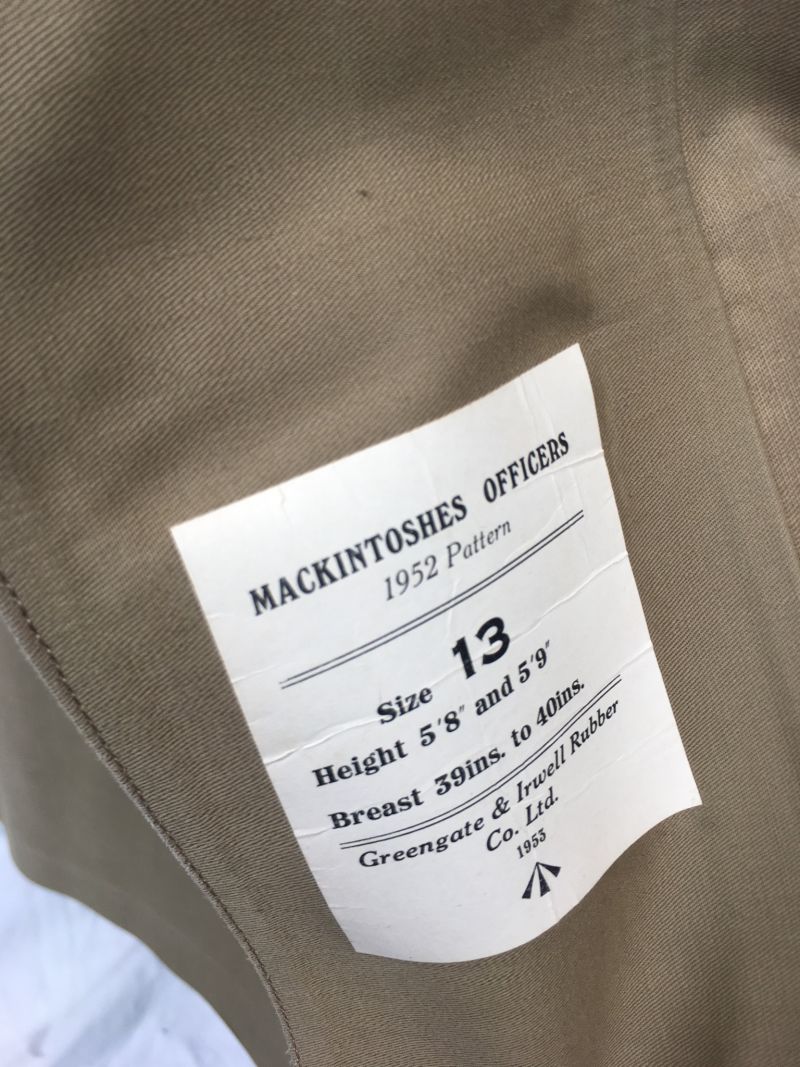 MACKINTOSHES OFFICERS
1952 Pattern
Size 13
Height 5'8" and 5'9"
Breast 39ins. to 40ins.
Greengate & Irwell Rubber
Co. Ltd.
1953